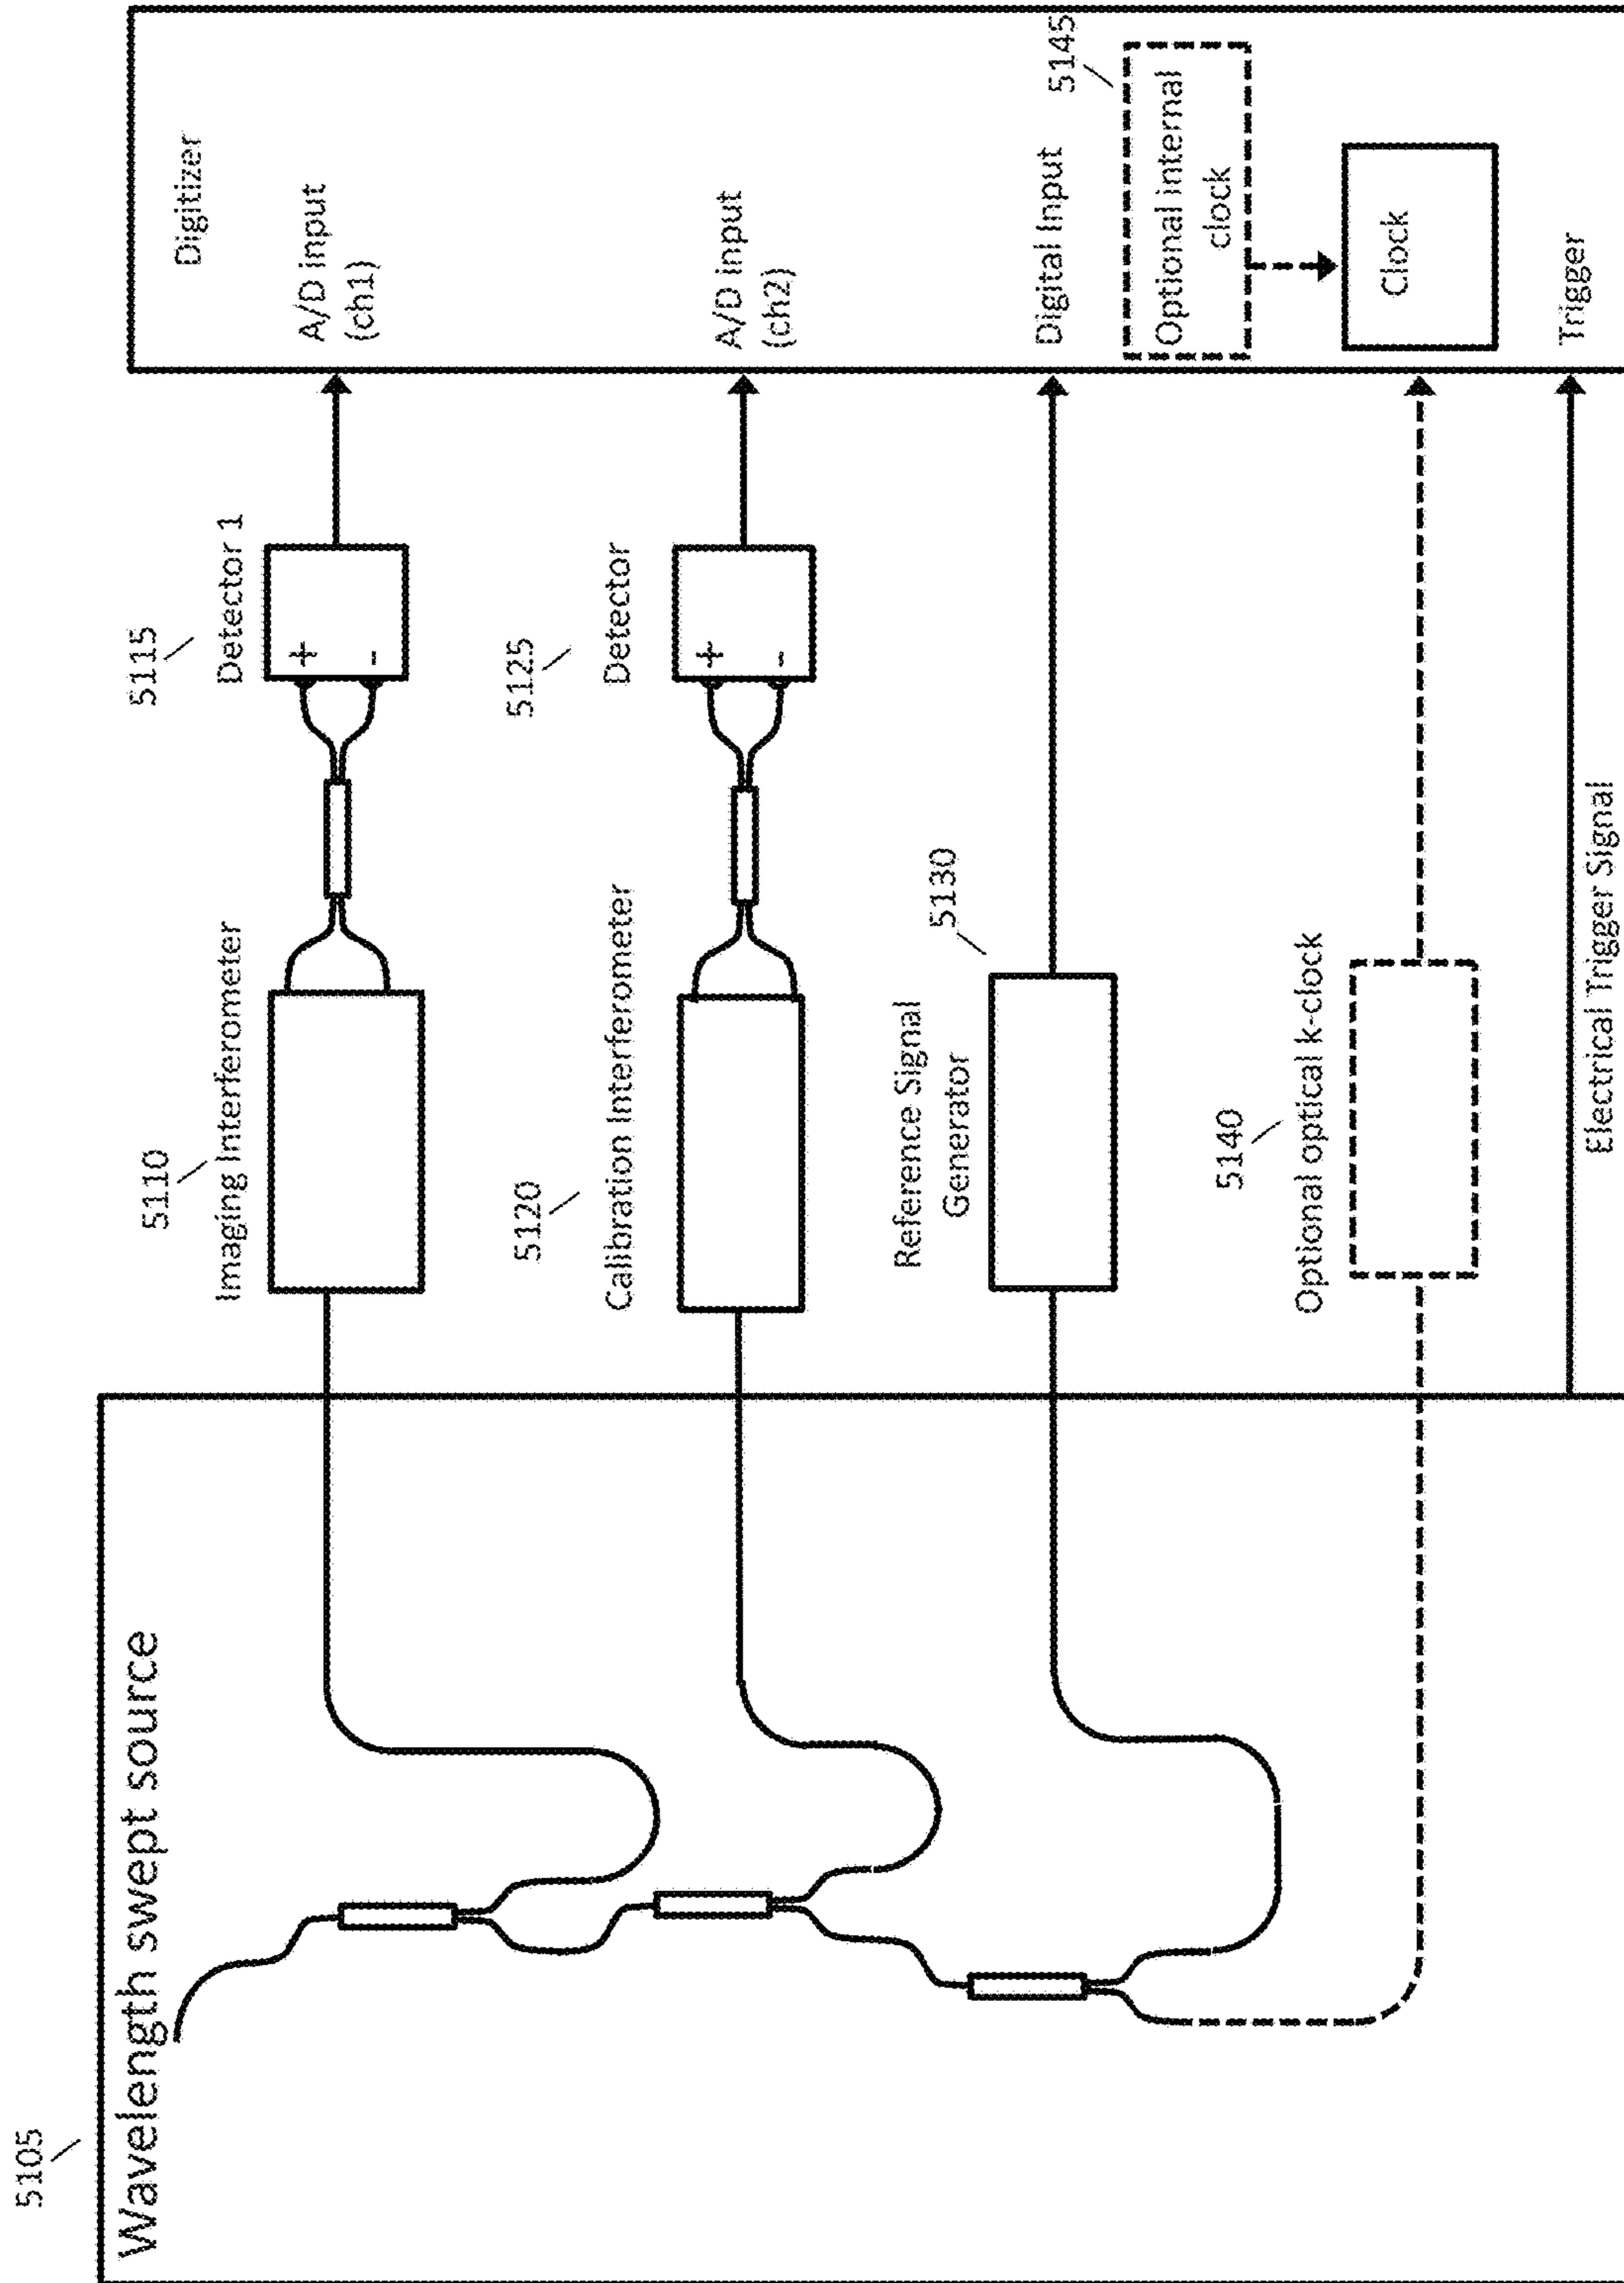 5105
Wavelength swept source
5110
Imaging Interferometer
5115
Detector 1
+
-
Digitizer
A/D input
(ch1)
5120
Calibration Interferometer
5125
Detector
+
-
A/D input
(ch2)
Reference Signal
Generator
5130
Digital Input
5140
Optional optical k-clock
5145
Optional internal
clock
Clock
Electrical Trigger Signal
Trigger